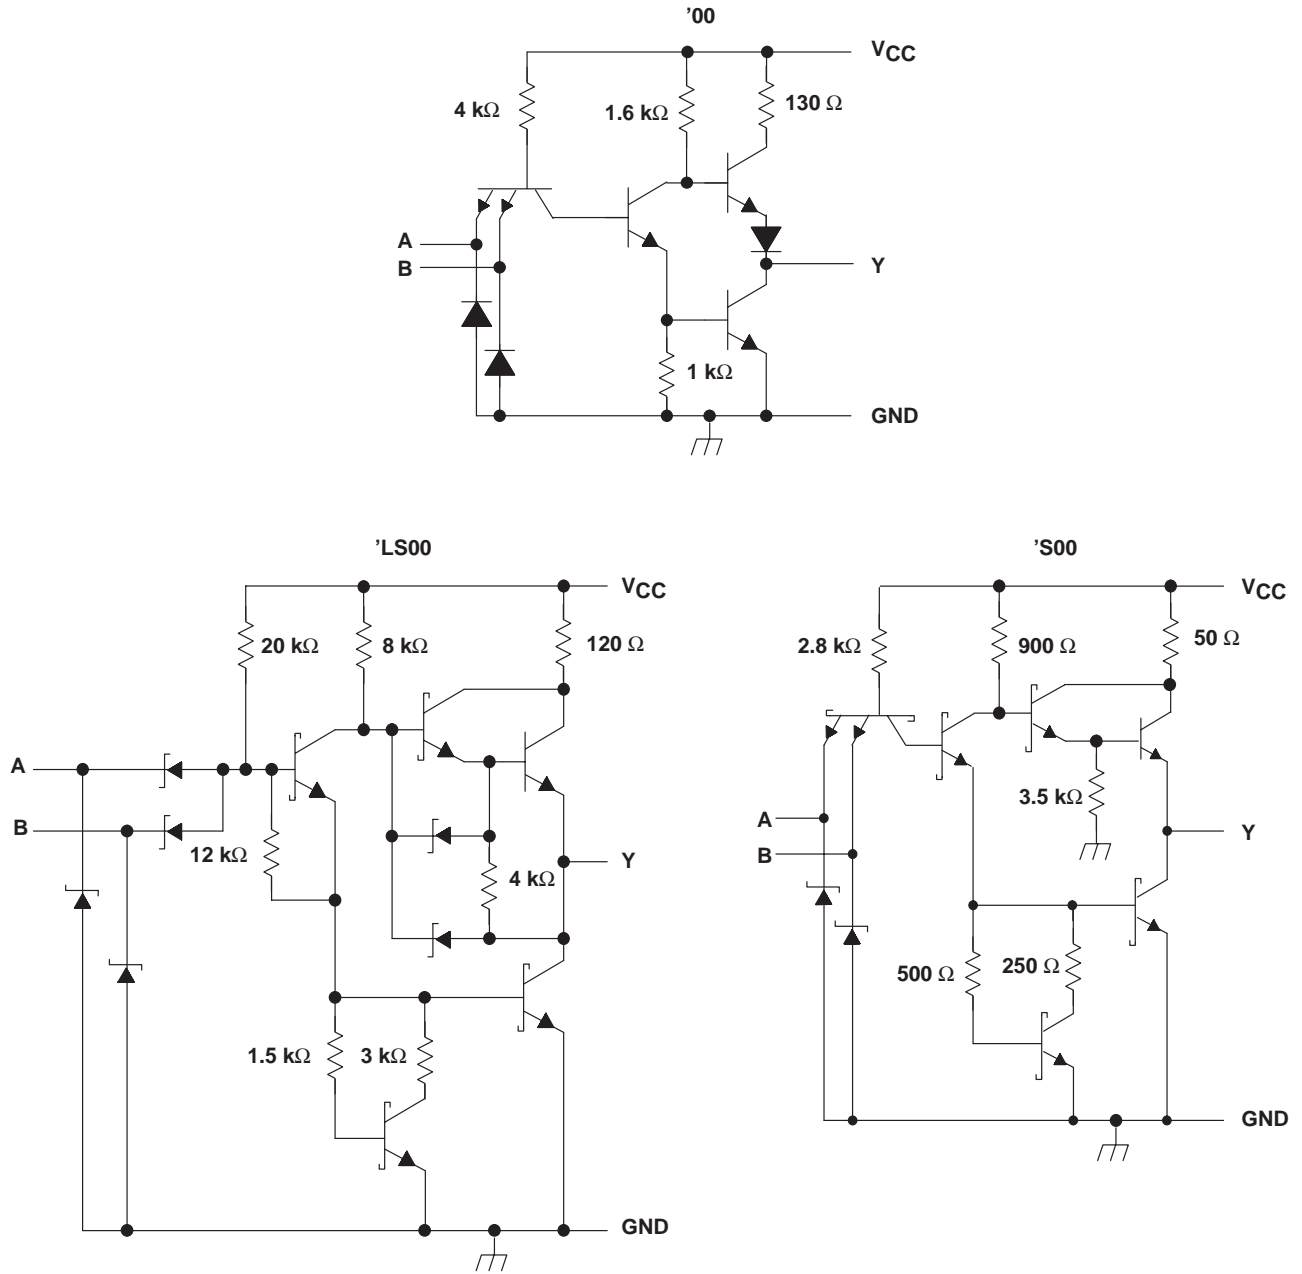 ’00
VCC
4 kΩ
1.6 kΩ
130 Ω
A
B
Y
1 kΩ
GND
’LS00
VCC
20 kΩ
8 kΩ
120 Ω
A
B
12 kΩ
Y
4 kΩ
1.5 kΩ
3 kΩ
GND
’S00
VCC
2.8 kΩ
900 Ω
50 Ω
3.5 kΩ
A
B
Y
500 Ω
250 Ω
GND